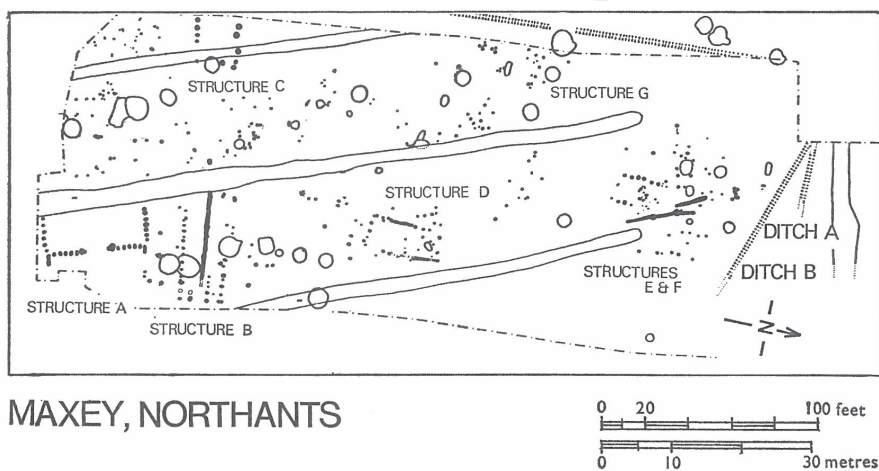 STRUCTURE C
STRUCTURE G
STRUCTURE D
DITCH A
DITCH B
STRUCTURES
E & F
STRUCTURE A
STRUCTURE B
N
MAXEY, NORTHANTS
0 20 100 feet
0 10 30 metres